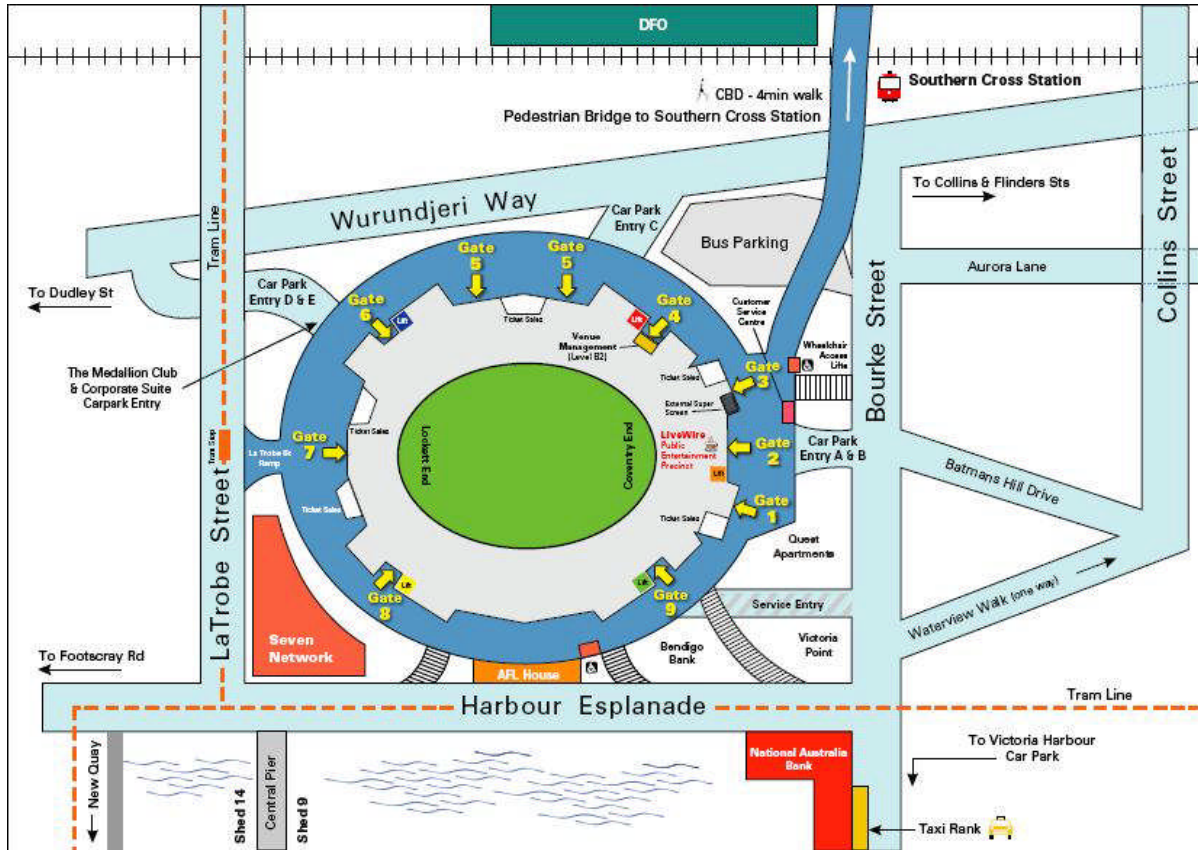 DFO
Southern Cross Station
CBD - 4min walk
Pedestrian Bridge to Southern Cross Station
To Collins & Flinders Sts
Collins Street
Wurundjeri Way
Car Park
Entry C
Bus Parking
Tram Line
Aurora Lane
To Dudley St
Car Park
Entry D & E
Gate
5
Gate
5
Gate
6
Lift
Ticket Sales
Lift
Gate
4
Customer
Service
Centre
Bourke Street
Venue
Management
(Level B2)
Wheelchair
Access
Lifts
The Medallion Club
& Corporate Suite
Carpark Entry
Ticket Sales
Gate
3
External Super
Screen
Ticket Sales
Tram Stop
La Trobe St
Ramp
Gate
7
Lockett End
Coventry End
LiveWire
Public
Entertainment
Precinct
Lift
Gate
2
Car Park
Entry A & B
Batmans Hill Drive
LaTrobe Street
Ticket Sales
Ticket Sales
Gate
1
Quest
Apartments
Lift
Gate
8
Lift
Gate
9
Service Entry
Waterview Walk (one way)
Seven
Network
Bendigo
Bank
Victoria
Point
To Footscray Rd
AFL House
Harbour Esplanade
Tram Line
National Australia
Bank
To Victoria Harbour
Car Park
New Quay
Shed 14
Central Pier
Shed 9
Taxi Rank